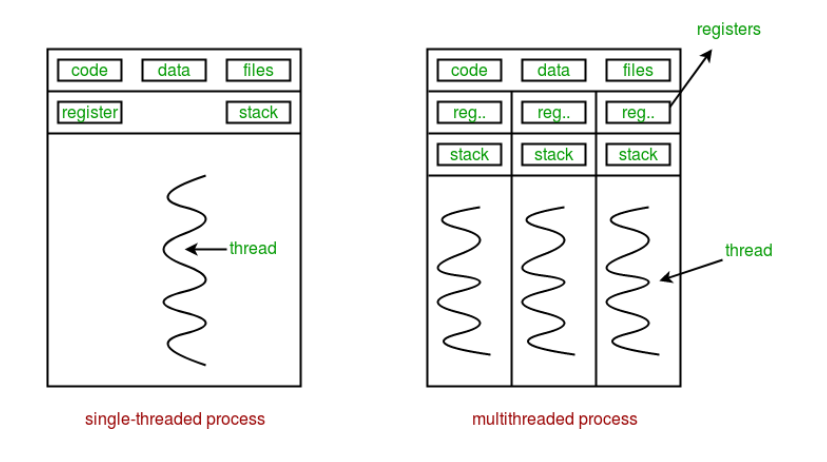 registers
code data files
register stack
thread
single-threaded process
code data files
reg.. reg.. reg..
stack stack stack
thread
multithreaded process